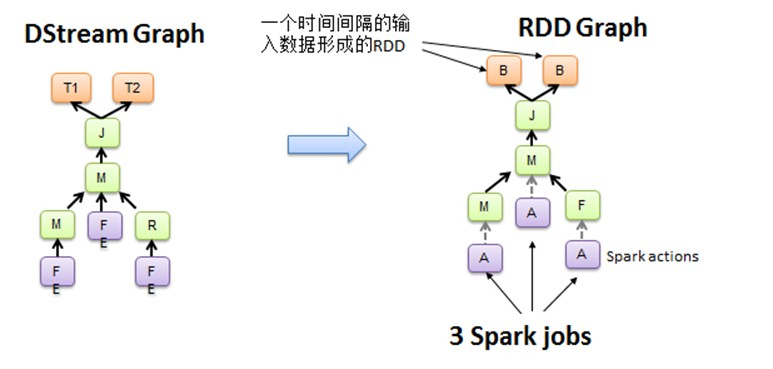 DStream Graph
一个时间间隔的输
入数据形成的RDD
RDD Graph
T1
T2
J
M
M
F
E
R
F
E
F
E
B
B
J
M
M
A
F
A
A
Spark actions
3 Spark jobs